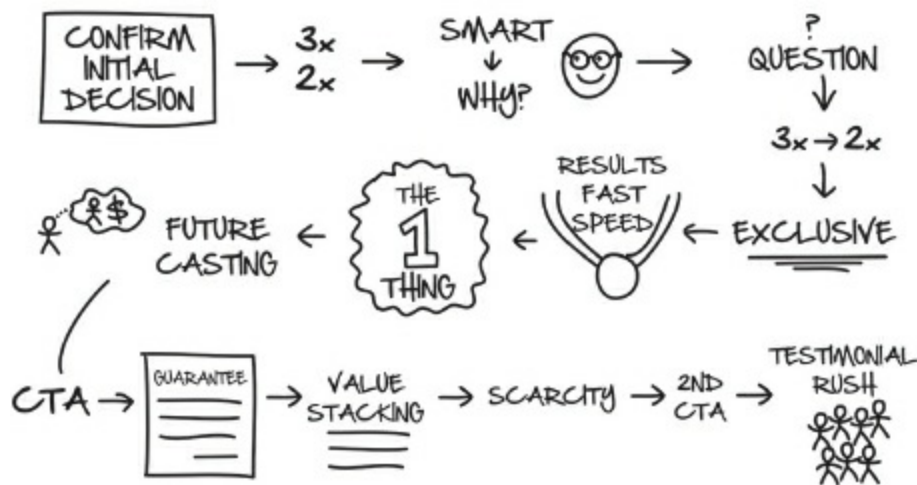 CONFIRM
INITIAL
DECISION
3x
2x
SMART
WHY?
?
QUESTION
3x → 2x
EXCLUSIVE
RESULTS
FAST
SPEED
THE
1
THING
FUTURE
CASTING
$
CTA
GUARANTEE
VALUE
STACKING
SCARCITY
2ND
CTA
TESTIMONIAL
RUSH